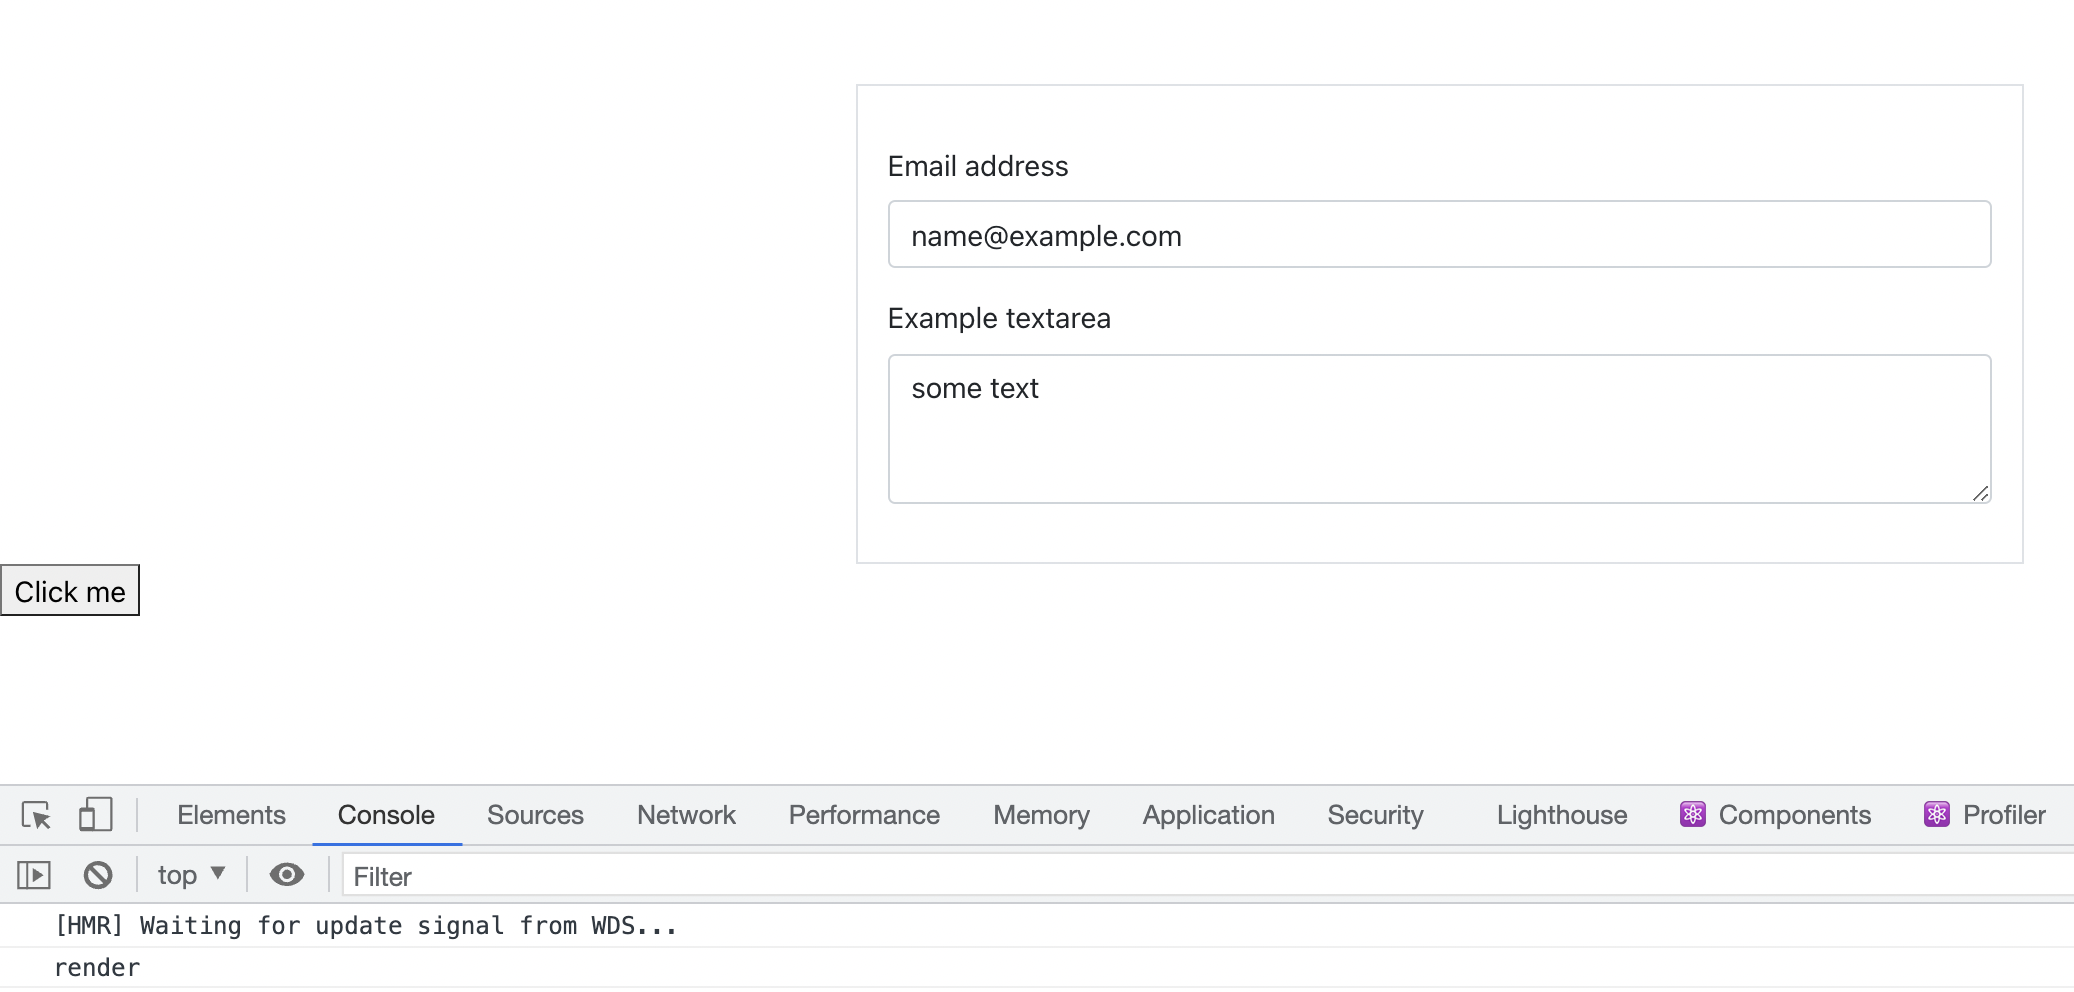 Email address
name@example.com
Example textarea
some text
Click me
Elements Console Sources Network Performance Memory Application Security Lighthouse Components Profiler
top Filter
[HMR] Waiting for update signal from WDS...
render